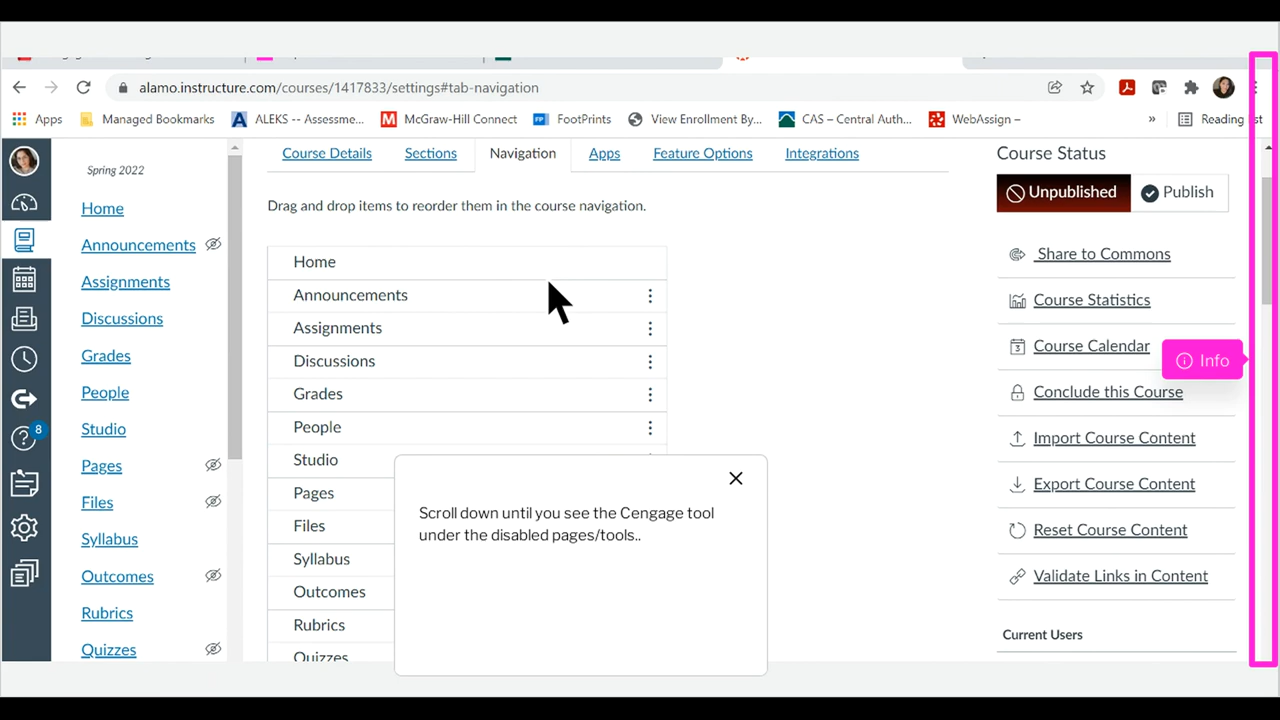 alamo.instructure.com/courses/1417833/settings#tab-navigation
Apps
Managed Bookmarks
ALEKS -- Assessme...
McGraw-Hill Connect
FootPrints
View Enrollment By...
CAS – Central Auth...
WebAssign –
»
Reading
Spring 2022
Home
Announcements
Assignments
Discussions
Grades
People
Studio
Pages
Files
Syllabus
Outcomes
Rubrics
Quizzes
8
Course Details
Sections
Navigation
Apps
Feature Options
Integrations
Drag and drop items to reorder them in the course navigation.
Home
Announcements
Assignments
Discussions
Grades
People
Studio
Pages
Files
Syllabus
Outcomes
Rubrics
Quizzes
Scroll down until you see the Cengage tool
under the disabled pages/tools..
Course Status
Unpublished
Publish
Share to Commons
Course Statistics
3
Course Calendar
Info
Conclude this Course
Import Course Content
Export Course Content
Reset Course Content
Validate Links in Content
Current Users